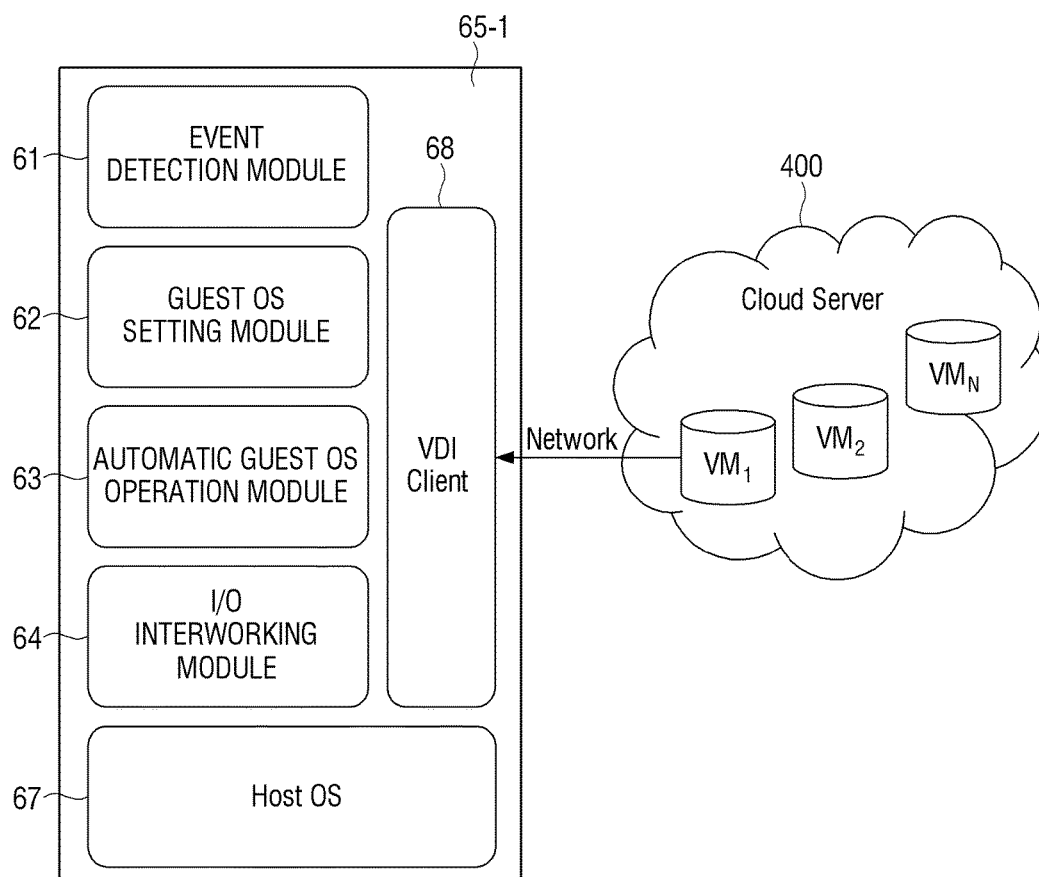 65-1
61
EVENT
DETECTION MODULE
68
400
62
GUEST OS
SETTING MODULE
Cloud Server
VM_N
63
AUTOMATIC GUEST OS
OPERATION MODULE
VDI
Client
Network
VM_1
VM_2
64
I/O
INTERWORKING
MODULE
67
Host OS